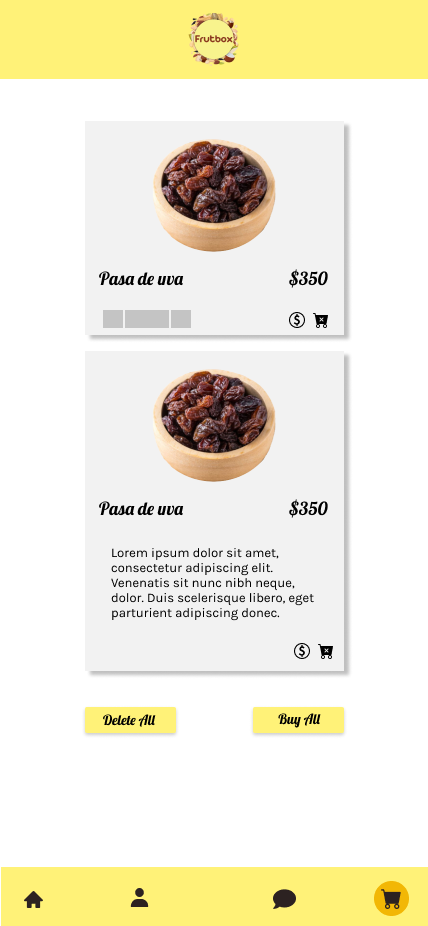 Frutbox
Pasa de uva
$350
Pasa de uva
$350
Lorem ipsum dolor sit amet,
consectetur adipiscing elit.
Venenatis sit nunc nibh neque,
dolor. Duis scelerisque libero, eget
parturient adipiscing donec.
Delete All
Buy All